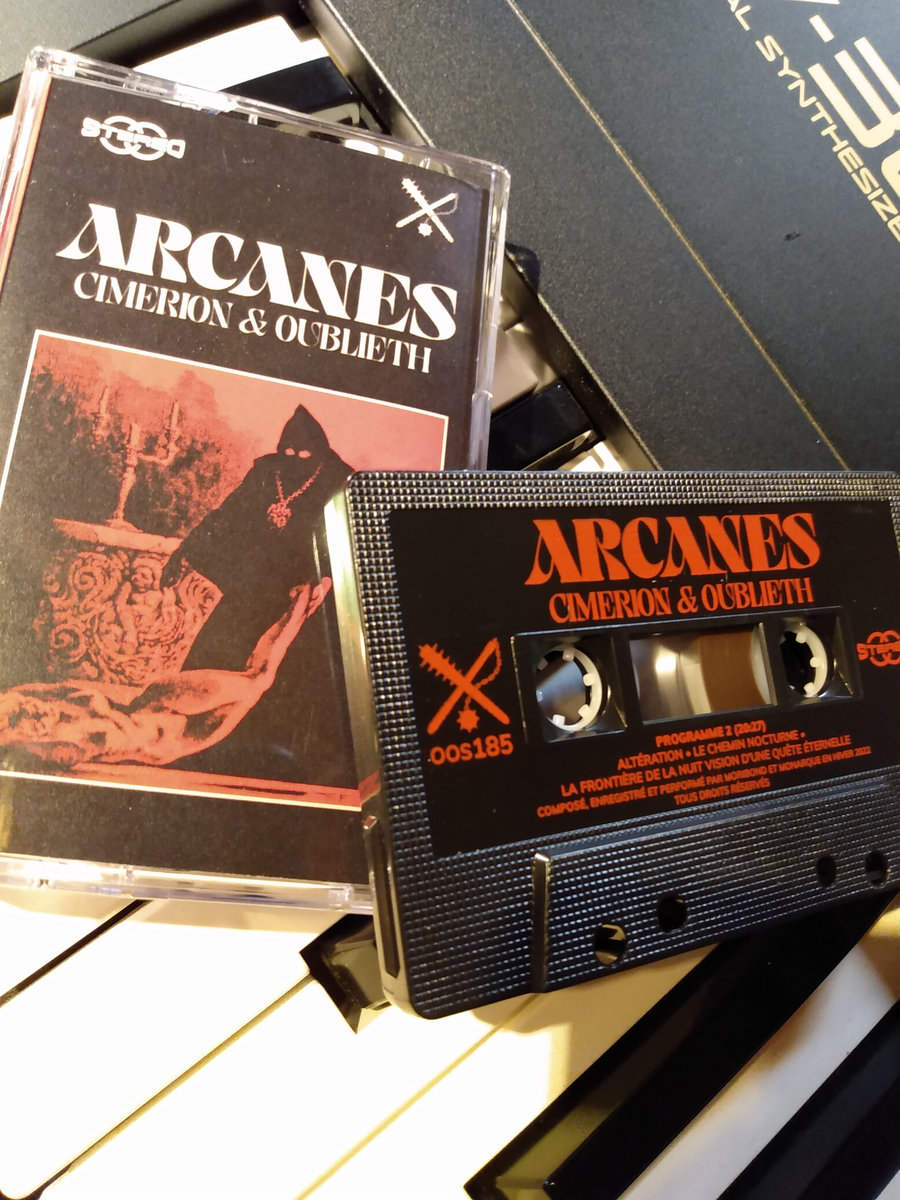 STEREO
ARCANES
CIMERION & OUBLIETH
AL SYNTHESIZE
ARCANES
CIMERION & OUBLIETH
STERE
OOS185
PROGRAMME 2 (20:27)
ALTÉRATION • LE CHEMIN NOCTURNE •
LA FRONTIÈRE DE LA NUIT VISION D'UNE QUÊTE ÉTERNELLE
COMPOSÉ, ENREGISTRÉ ET PERFORMÉ PAR MORIBOND ET MONARQUE EN HIVER 2022
TOUS DROITS RÉSERVÉS